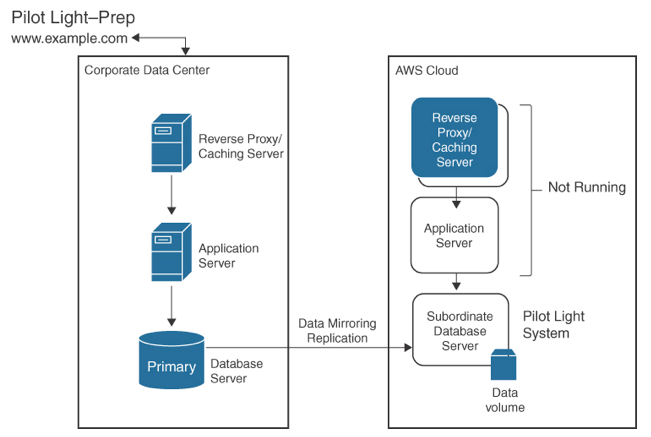 Pilot Light–Prep
www.example.com
Corporate Data Center
Reverse Proxy/
Caching Server
Application
Server
Primary
Database
Server
Data Mirroring
Replication
AWS Cloud
Reverse
Proxy/
Caching
Server
Not Running
Application
Server
Subordinate
Database
Server
Pilot Light
System
Data
volume